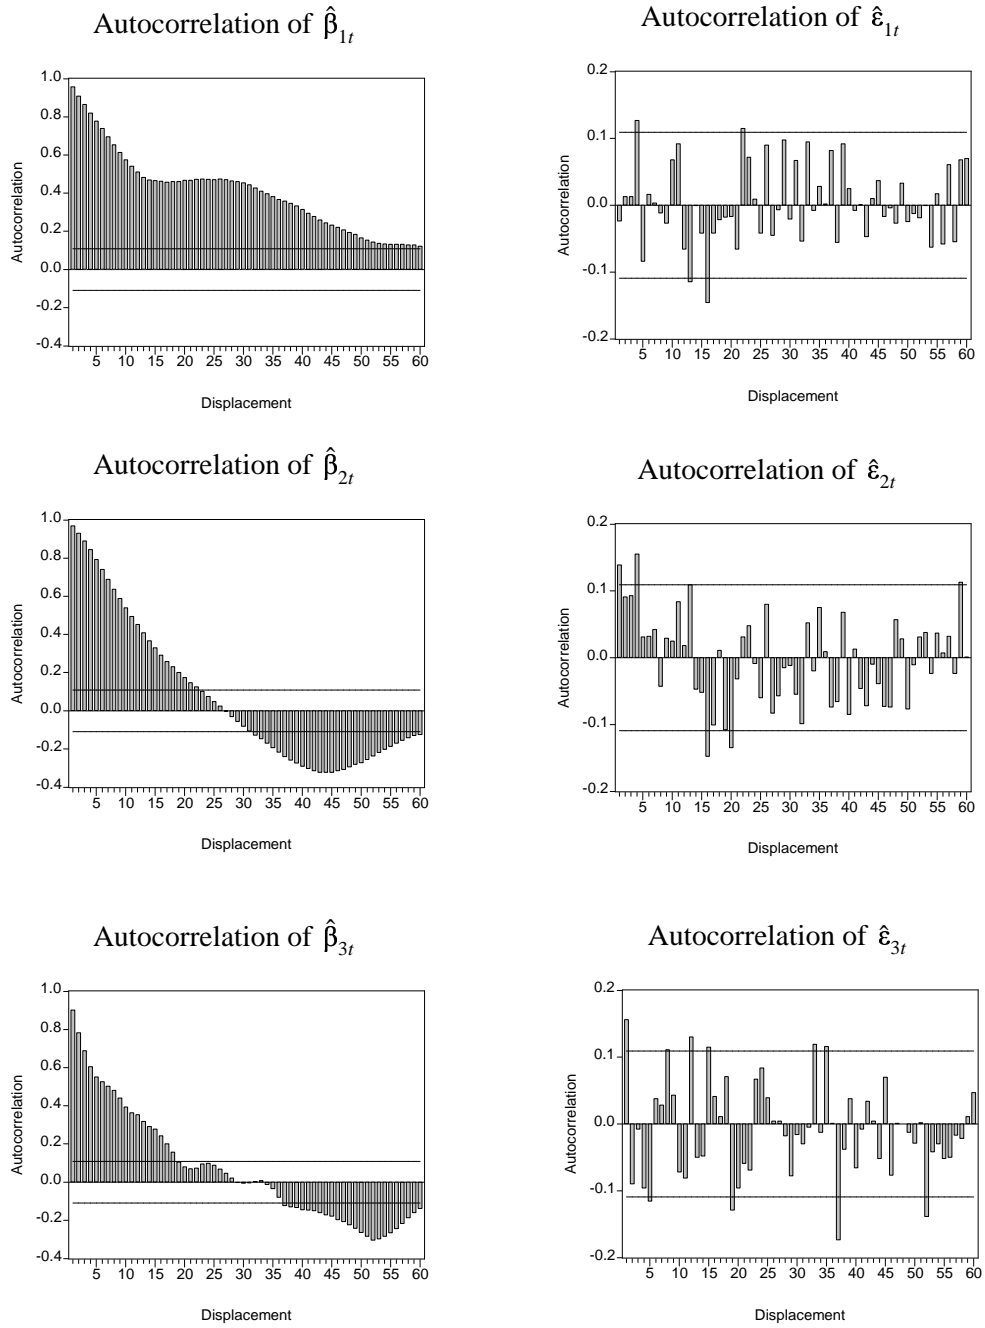 Autocorrelation of β̂₁ₜ
1.0
0.8
0.6
0.4
0.2
0.0
-0.2
-0.4
Autocorrelation
5 10 15 20 25 30 35 40 45 50 55 60
Displacement
Autocorrelation of ε̂₁ₜ
0.2
0.1
0.0
-0.1
-0.2
Autocorrelation
5 10 15 20 25 30 35 40 45 50 55 60
Displacement
Autocorrelation of β̂₂ₜ
1.0
0.8
0.6
0.4
0.2
0.0
-0.2
-0.4
Autocorrelation
5 10 15 20 25 30 35 40 45 50 55 60
Displacement
Autocorrelation of ε̂₂ₜ
0.2
0.1
0.0
-0.1
-0.2
Autocorrelation
5 10 15 20 25 30 35 40 45 50 55 60
Displacement
Autocorrelation of β̂₃ₜ
1.0
0.8
0.6
0.4
0.2
0.0
-0.2
-0.4
Autocorrelation
5 10 15 20 25 30 35 40 45 50 55 60
Displacement
Autocorrelation of ε̂₃ₜ
0.2
0.1
0.0
-0.1
-0.2
Autocorrelation
5 10 15 20 25 30 35 40 45 50 55 60
Displacement